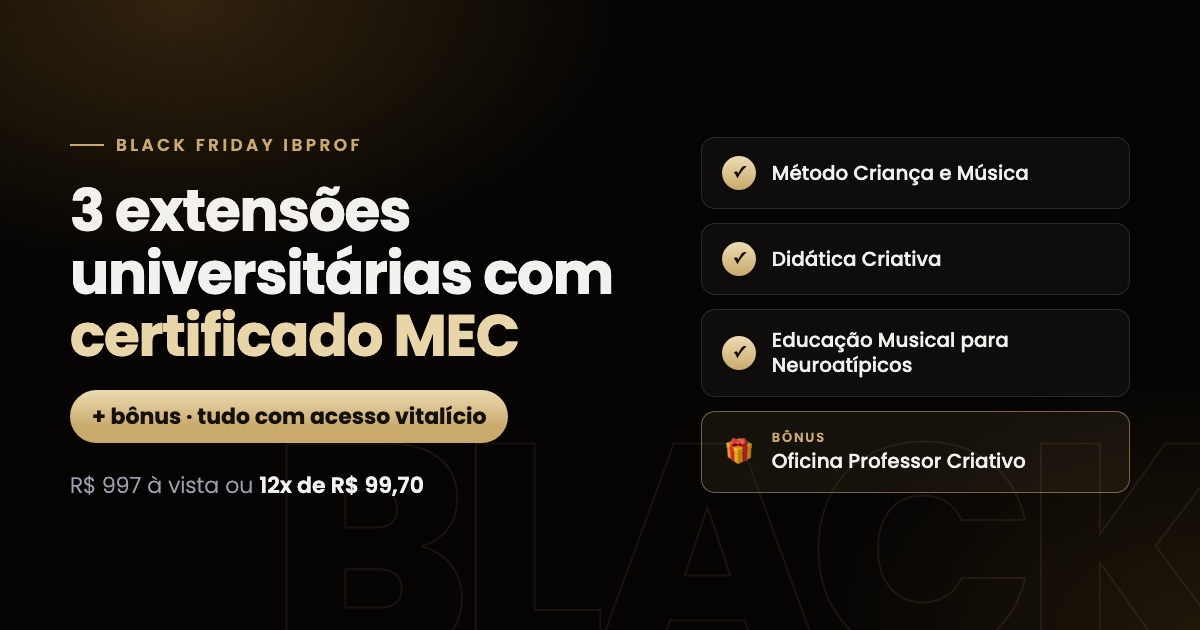 BLACK FRIDAY IBPROF
3 extensões
universitárias com
certificado MEC
+ bônus · tudo com acesso vitalício
R$ 997 à vista ou 12x de R$ 99,70
Método Criança e Música
Didática Criativa
Educação Musical para
Neuroatípicos
BÔNUS
Oficina Professor Criativo
BLACK